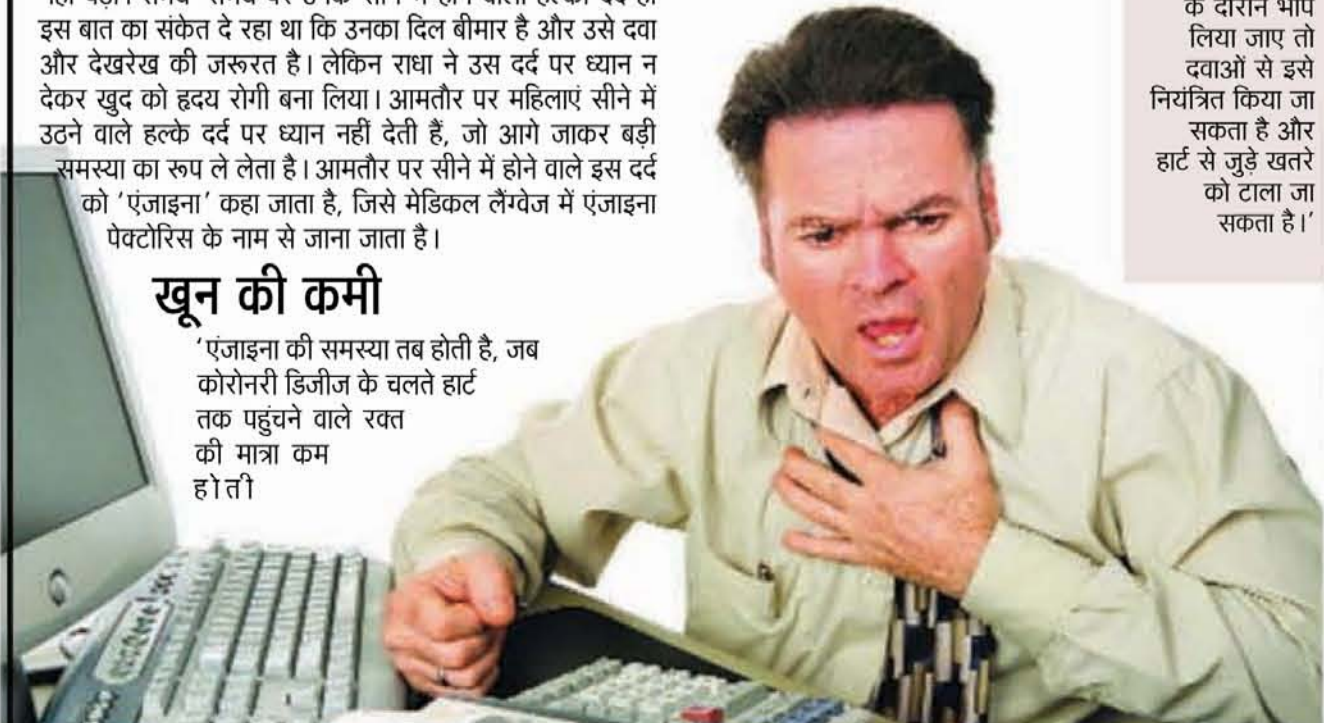 इस बात का संकेत दे रहा था कि उनका दिल बीमार है और उसे दवा
और देखरेख की जरूरत है। लेकिन राधा ने उस दर्द पर ध्यान न
देकर खुद को हृदय रोगी बना लिया। आमतौर पर महिलाएं सीने में
उठने वाले हल्के दर्द पर ध्यान नहीं देती हैं, जो आगे जाकर बड़ी
समस्या का रूप ले लेता है। आमतौर पर सीने में होने वाले इस दर्द
को 'एंजाइना' कहा जाता है, जिसे मेडिकल लैंग्वेज में एंजाइना
पेक्टोरिस के नाम से जाना जाता है।
खून की कमी
'एंजाइना की समस्या तब होती है, जब
कोरोनरी डिजीज के चलते हार्ट
तक पहुंचने वाले रक्त
की मात्रा कम
होती
के दौरान भांप
लिया जाए तो
दवाओं से इसे
नियंत्रित किया जा
सकता है और
हार्ट से जुड़े खतरे
को टाला जा
सकता है।'